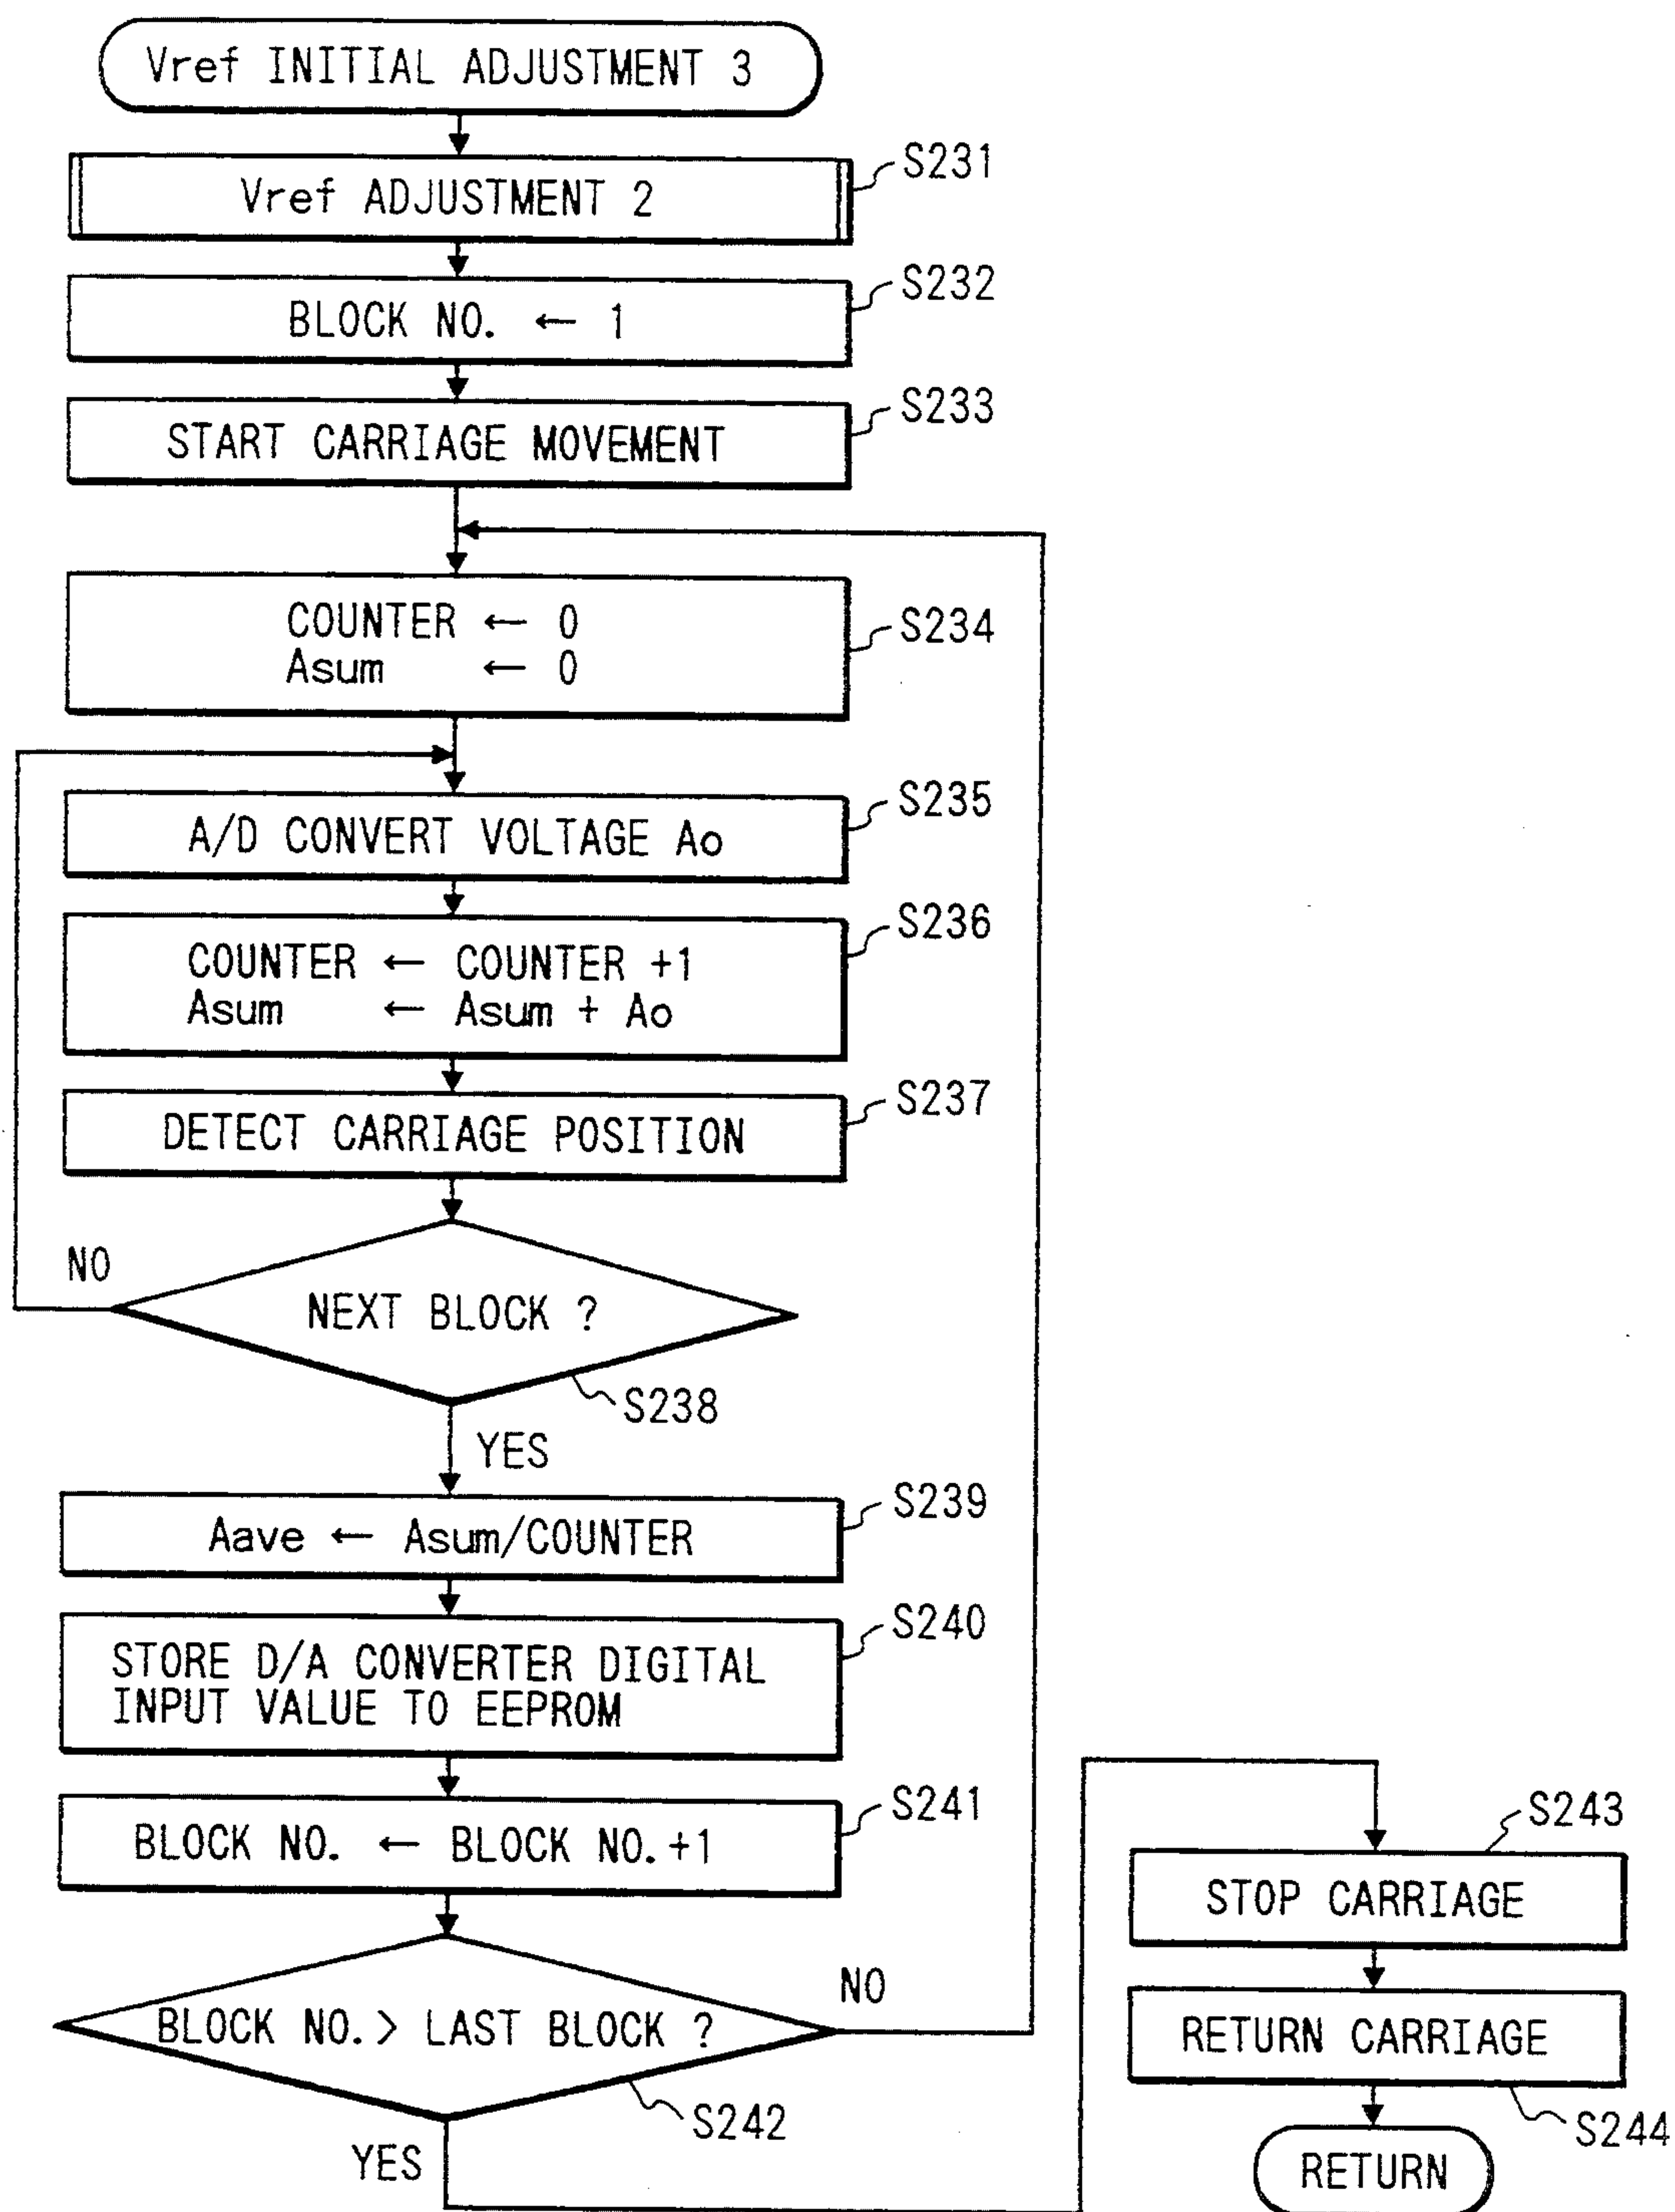 Vref INITIAL ADJUSTMENT 3
S231
Vref ADJUSTMENT 2
S232
BLOCK NO. ← 1
S233
START CARRIAGE MOVEMENT
COUNTER ← 0
S234
Asum ← 0
S235
A/D CONVERT VOLTAGE Ao
S236
COUNTER ← COUNTER +1
Asum ← Asum + Ao
S237
DETECT CARRIAGE POSITION
NO
NEXT BLOCK ?
S238
YES
S239
Aave ← Asum/COUNTER
S240
STORE D/A CONVERTER DIGITAL
INPUT VALUE TO EEPROM
S241
BLOCK NO. ← BLOCK NO.+1
NO
BLOCK NO. > LAST BLOCK ?
S242
YES
S243
STOP CARRIAGE
RETURN CARRIAGE
S244
RETURN